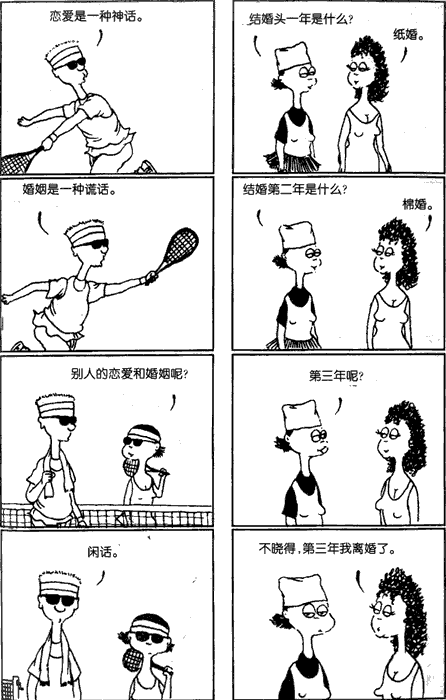 恋爱是一种神话。
婚姻是一种谎话。
别人的恋爱和婚姻呢?
闲话。
结婚头一年是什么?
纸婚。
结婚第二年是什么?
棉婚。
第三年呢?
不晓得,第三年我离婚了。